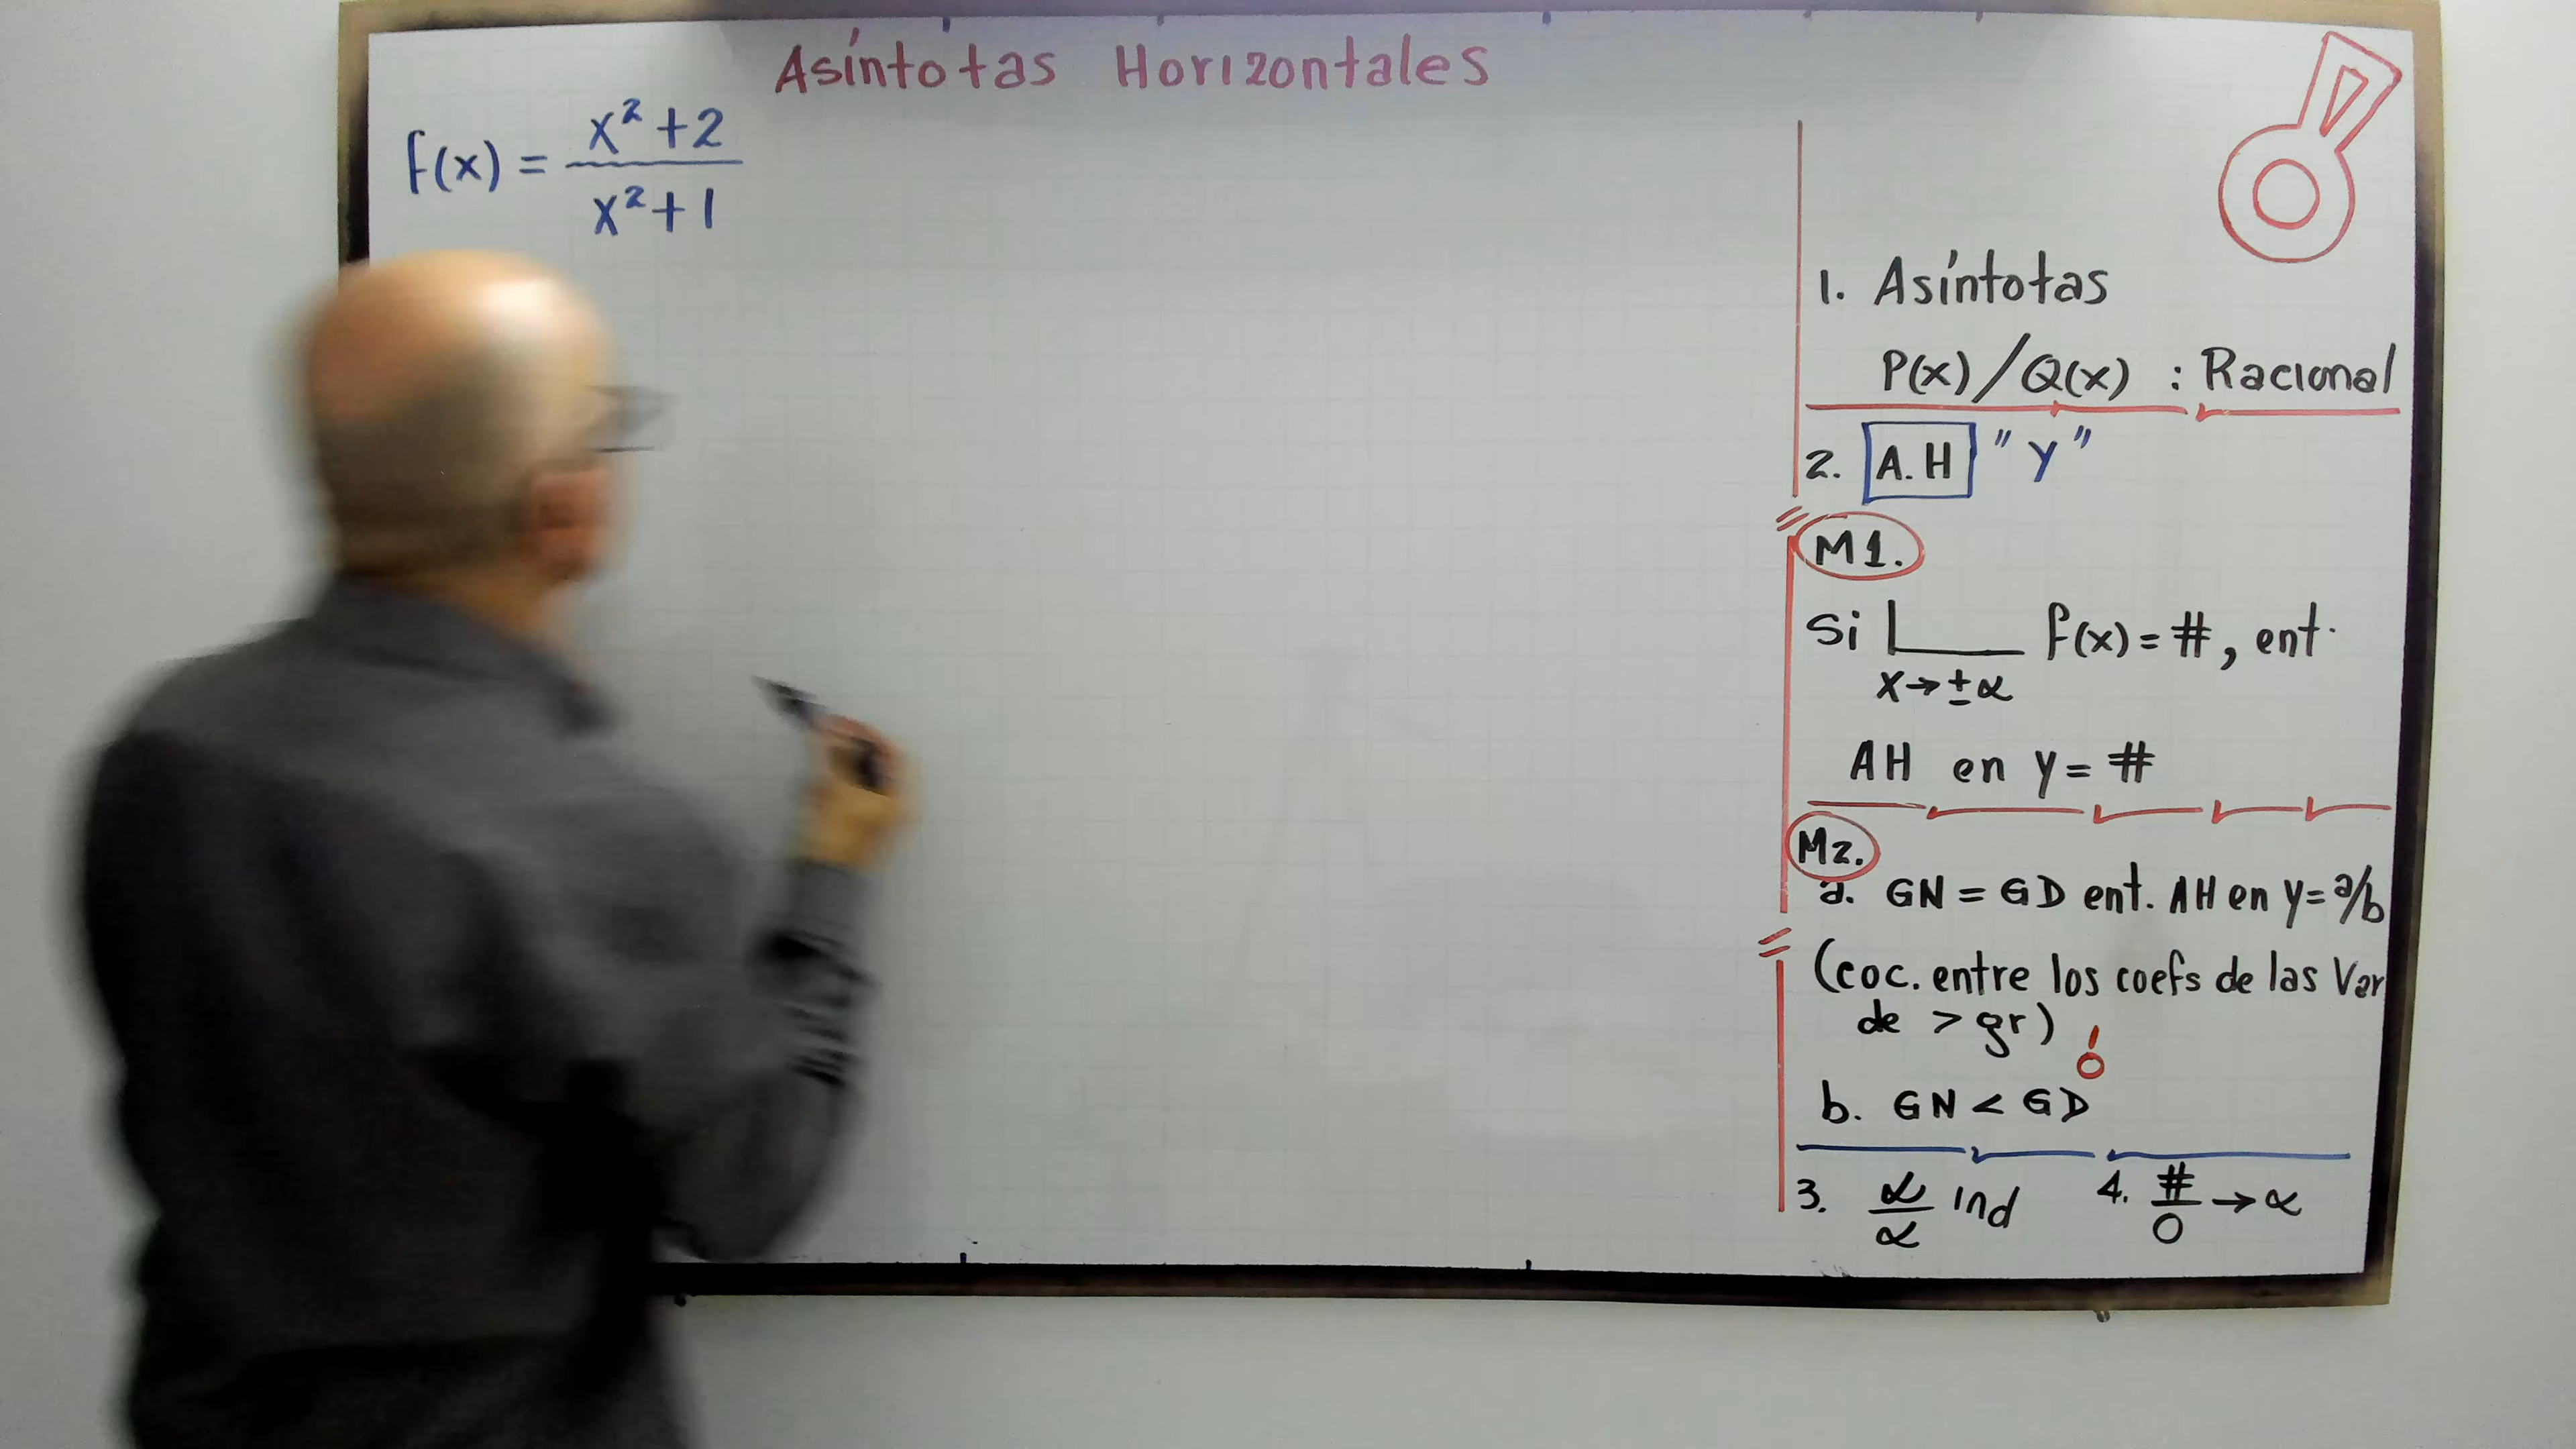 Asíntotas Horizontales
f(x) = x² + 2
x² + 1
1. Asíntotas
P(x) / Q(x) : Racional
2. A.H "Y"
M1.
Si L f(x) = #, ent.
x → ± ∝
AH en y = #
M2.
a. GN = GD ent. AH en y = a/b
(coc. entre los coefs de las Var
de > gr)
b. GN < GD
3. ∝/∝ ind 4. #/0 → ∝